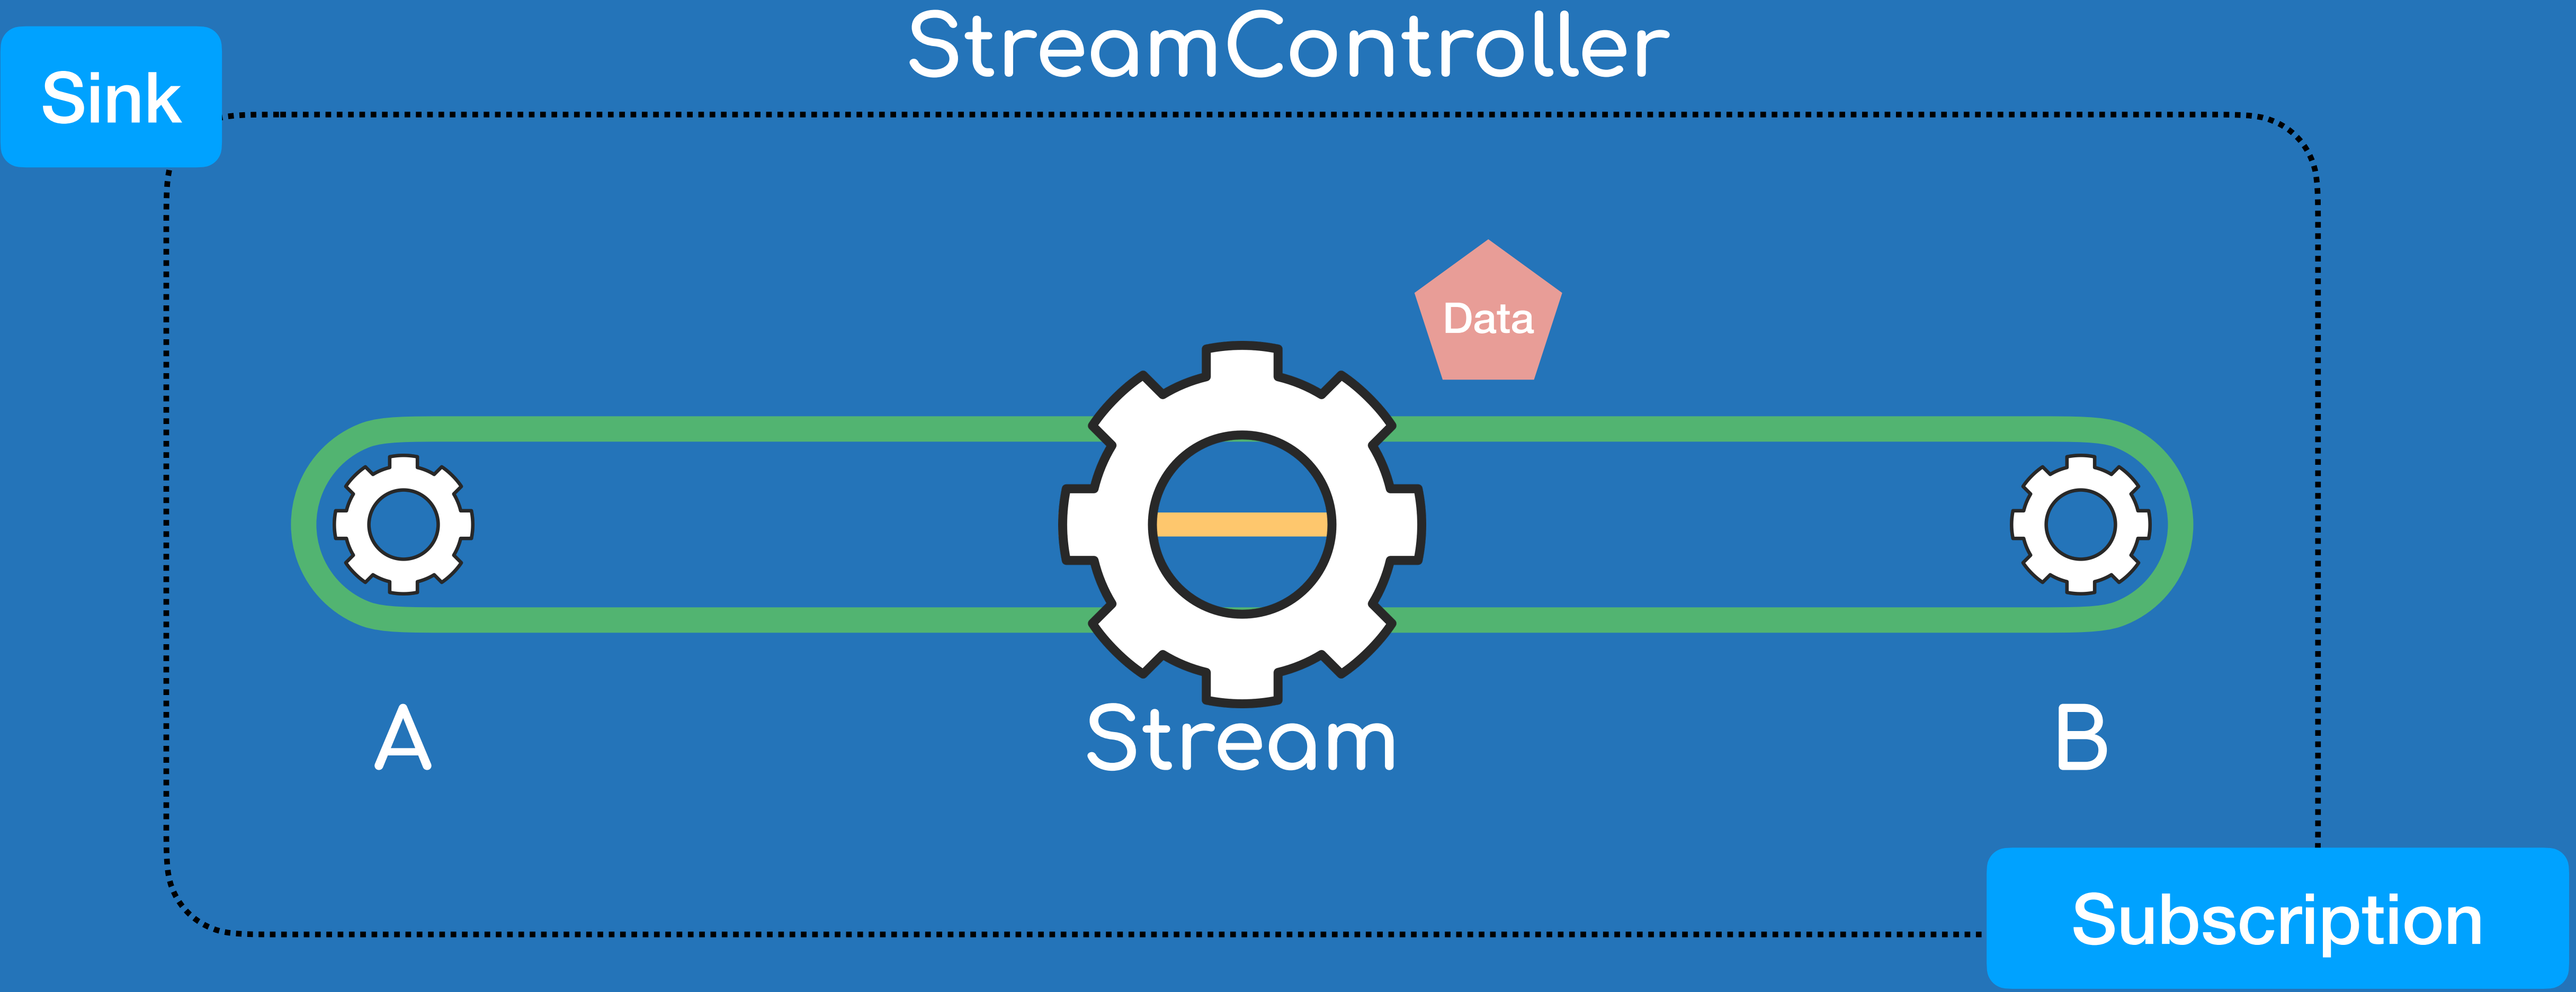 StreamController
Sink
Data
A
Stream
B
Subscription